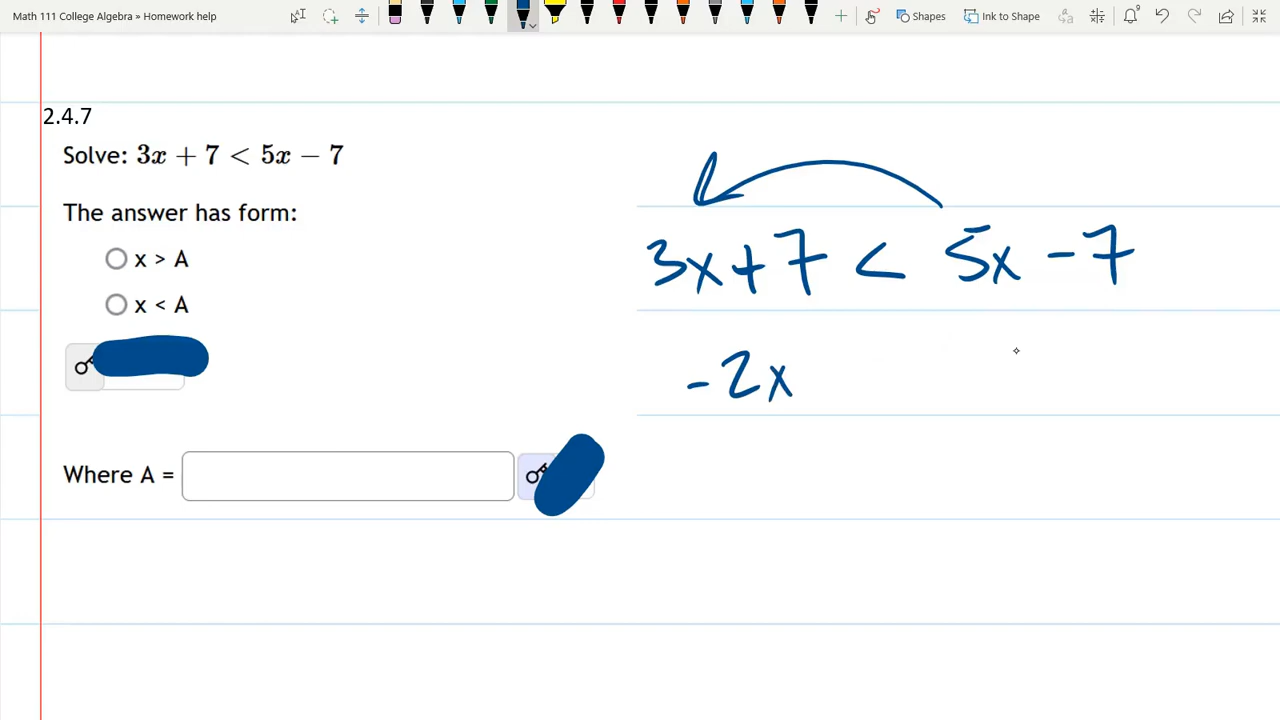 Math 111 College Algebra » Homework help
Shapes
Ink to Shape
2.4.7
Solve: 3x + 7 < 5x − 7
The answer has form:
x > A
x < A
Where A =
3x + 7 < 5x − 7
-2x